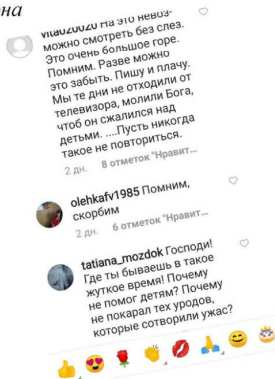 на
vita020020 На это невоз-
можно смотреть без слез.
Это очень большое горе.
Помним. Разве можно
это забыть. Пишу и плачу.
Мы те дни не отходили от
телевизора, молили Бога,
чтоб он сжалился над
детьми. ....Пусть никогда
такое не повториться.
2 дн. 8 отметок "Нравит...
olehkafv1985 Помним,
скорбим
2 дн. 6 отметок "Нравит...
tatiana_mozdok Господи!
Где ты бываешь в такое
жуткое время! Почему
не помог детям? Почему
не покарал тех уродов,
которые сотворили ужас?